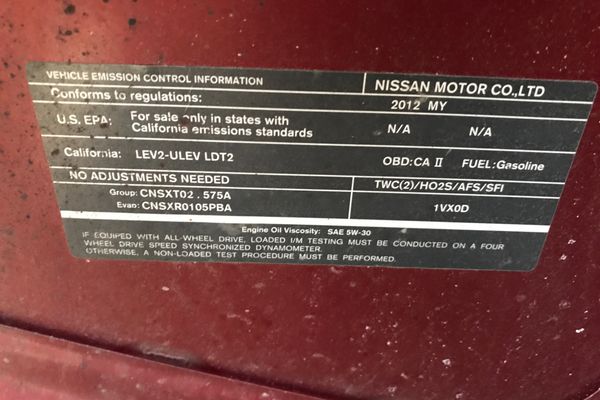 VEHICLE EMISSION CONTROL INFORMATION
NISSAN MOTOR CO.,LTD
Conforms to regulations:
2012 MY
U.S. EPA: For sale only in states with
California emissions standards
N/A N/A
California: LEV2-ULEV LDT2
OBD:CA II FUEL:Gasoline
NO ADJUSTMENTS NEEDED
TWC(2)/HO2S/AFS/SFI
Group: CNSXT02.575A
Evap: CNSXR0105PBA
1VX0D
Engine Oil Viscosity: SAE 5W-30
IF EQUIPED WITH ALL-WHEEL DRIVE, LOADED I/M TESTING MUST BE CONDUCTED ON A FOUR
WHEEL DRIVE SPEED SYNCHRONIZED DYNAMOMETER.
OTHERWISE, A NON-LOADED TEST PROCEDURE MUST BE PERFORMED.